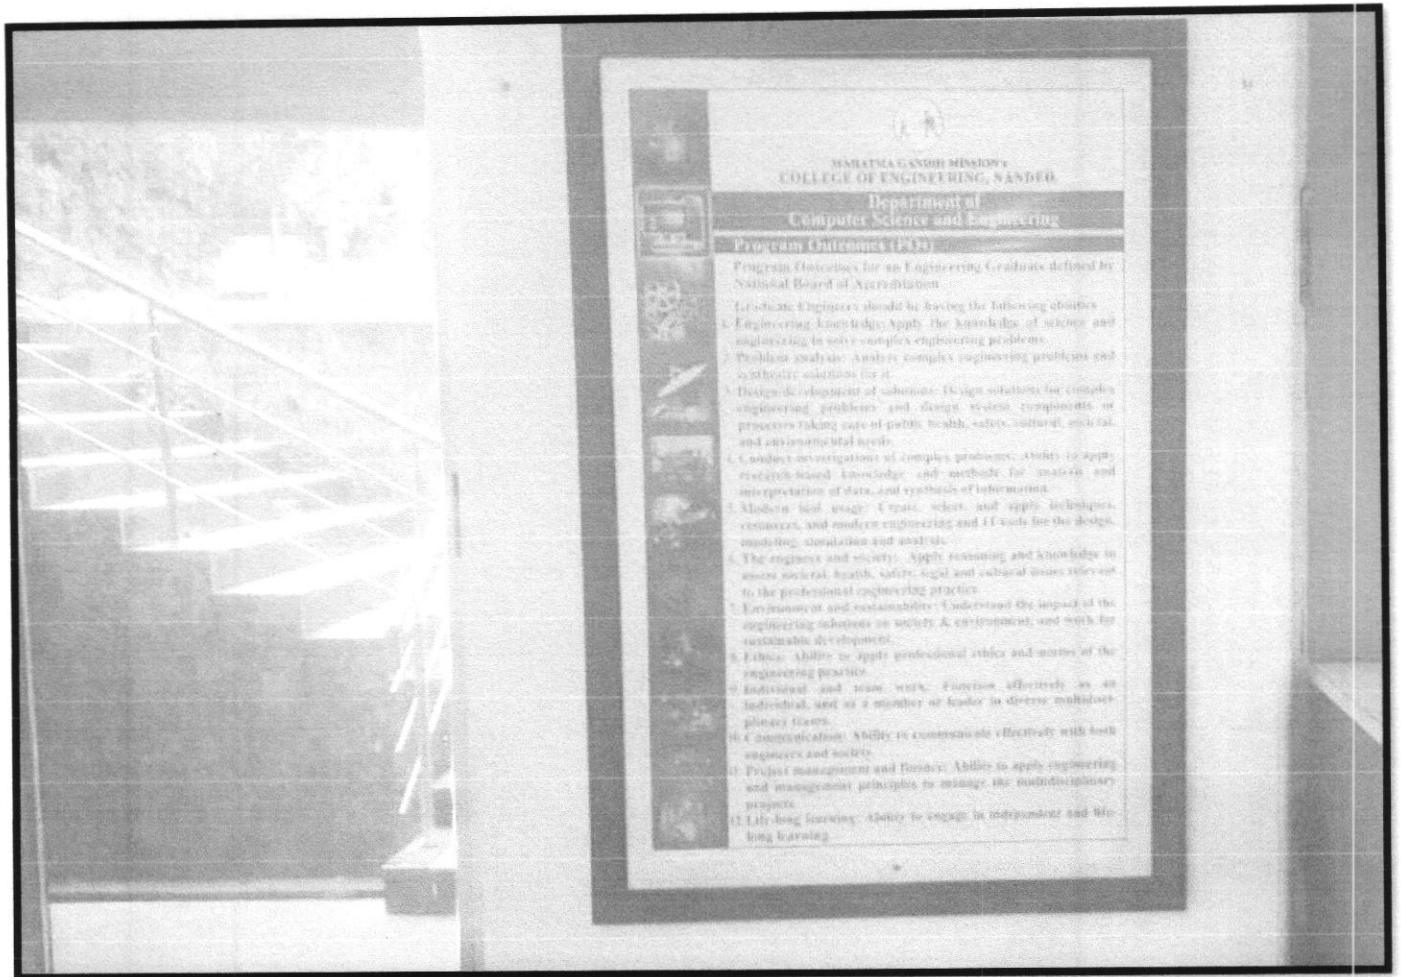 MAHATMA GANDHI MISSION's
COLLEGE OF ENGINEERING, NANDED.
Department of
Computer Science and Engineering
Program Outcomes (POs)
Program Outcomes for an Engineering Graduate defined by
National Board of Accreditation
Graduate Engineers should be having the following abilities
1. Engineering knowledge: Apply the knowledge of science and
engineering to solve complex engineering problems.
2. Problem analysis: Analyze complex engineering problems and
synthesize solutions for it.
3. Design/development of solutions: Design solutions for complex
engineering problems and design system components or
processes taking care of public health, safety, cultural, societal,
and environmental needs.
4. Conduct investigations of complex problems: Ability to apply
research-based knowledge and methods for analysis and
interpretation of data, and synthesis of information.
5. Modern tool usage: Create, select, and apply techniques,
resources, and modern engineering and IT tools for the design,
modeling, simulation and analysis.
6. The engineer and society: Apply reasoning and knowledge to
assess societal, health, safety, legal and cultural issues relevant
to the professional engineering practice.
7. Environment and sustainability: Understand the impact of the
engineering solutions on society & environment, and work for
sustainable development.
8. Ethics: Ability to apply professional ethics and norms of the
engineering practice.
9. Individual and team work: Function effectively as an
individual, and as a member or leader in diverse multidisci-
plinary teams.
10. Communication: Ability to communicate effectively with both
engineers and society.
11. Project management and finance: Ability to apply engineering
and management principles to manage the multidisciplinary
projects.
12. Life-long learning: Ability to engage in independent and life-
long learning.